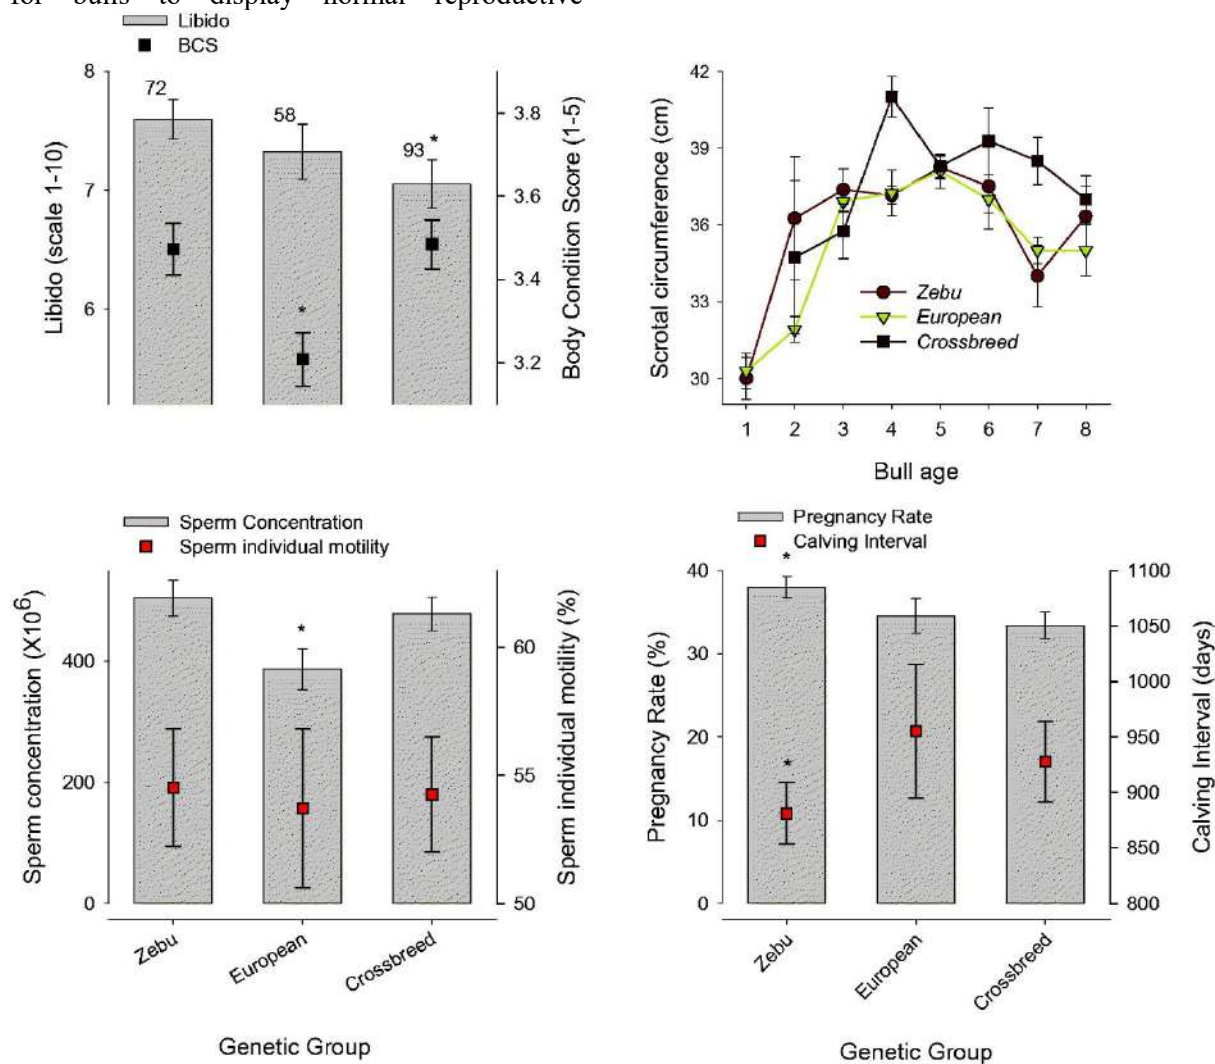 for bulls to display normal reproductive
Libido
BCS
8
7
6
Libido (scale 1-10)
72
58
93
*
*
3.8
3.6
3.4
3.2
Body Condition Score (1-5)
42
39
36
33
30
Scrotal circumference (cm)
Zebu
European
Crossbreed
1 2 3 4 5 6 7 8
Bull age
Sperm Concentration
Sperm individual motility
400
200
0
Sperm concentration (X10⁶)
*
60
55
50
Sperm individual motility (%)
Zebu
European
Crossbreed
Genetic Group
Pregnancy Rate
Calving Interval
40
30
20
10
0
Pregnancy Rate (%)
*
*
1100
1050
1000
950
900
850
800
Calving Interval (days)
Zebu
European
Crossbreed
Genetic Group